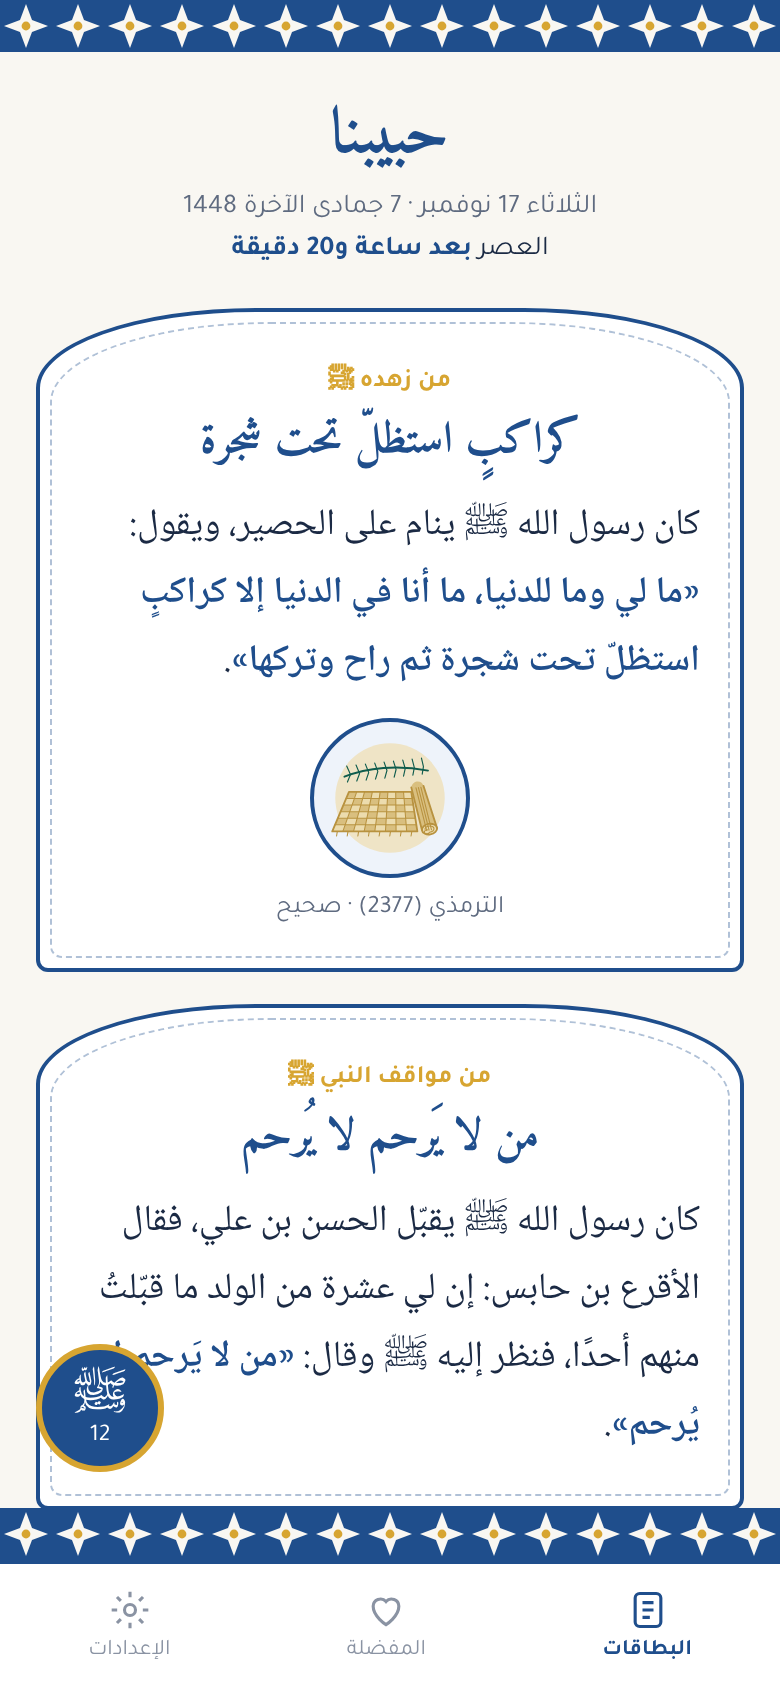 حبيبنا
الثلاثاء 17 نوفمبر · 7 جمادى الآخرة 1448
العصر بعد ساعة و20 دقيقة
من زهده ﷺ
كراكبٍ استظلّ تحت شجرة
كان رسول الله ﷺ ينام على الحصير، ويقول:
«ما لي وما للدنيا، ما أنا في الدنيا إلا كراكبٍ
استظلّ تحت شجرة ثم راح وتركها».
الترمذي (2377) · صحيح
من مواقف النبي ﷺ
من لا يَرحم لا يُرحم
كان رسول الله ﷺ يقبّل الحسن بن علي، فقال
الأقرع بن حابس: إن لي عشرة من الولد ما قبّلتُ
منهم أحدًا، فنظر إليه ﷺ وقال: «من لا يَرحم
يُرحم».
ﷺ
12
البطاقات
المفضلة
الإعدادات